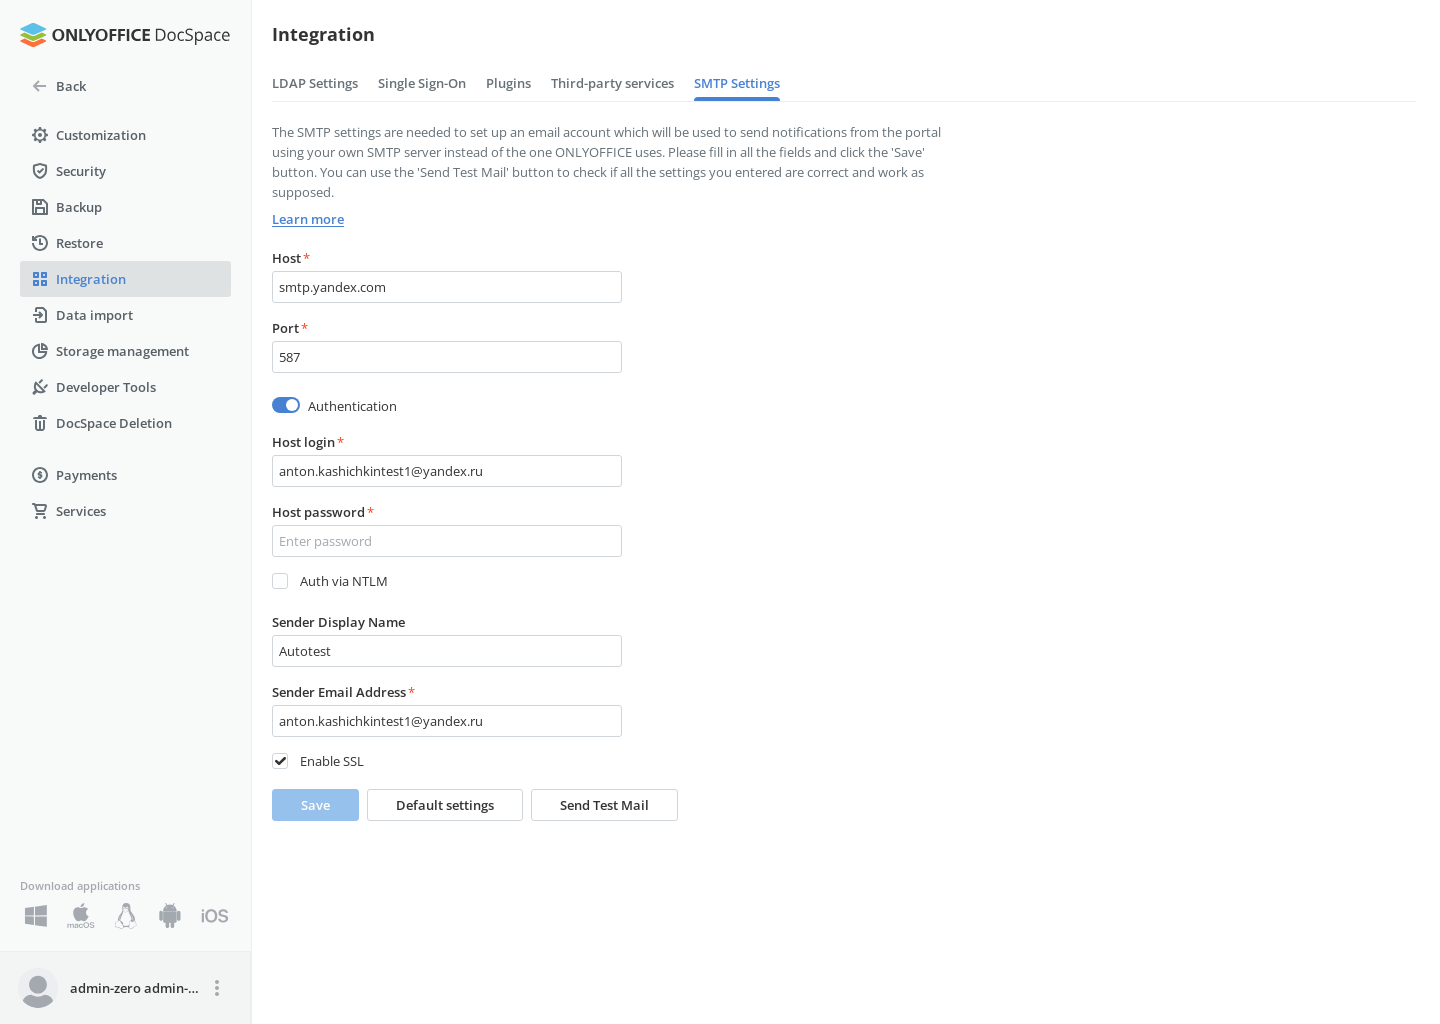 ONLYOFFICE DocSpace
Back
Customization
Security
Backup
Restore
Integration
Data import
Storage management
Developer Tools
DocSpace Deletion
Payments
Services
Download applications
macOS
iOS
admin-zero admin-...
Integration
LDAP Settings Single Sign-On Plugins Third-party services SMTP Settings
The SMTP settings are needed to set up an email account which will be used to send notifications from the portal
using your own SMTP server instead of the one ONLYOFFICE uses. Please fill in all the fields and click the 'Save'
button. You can use the 'Send Test Mail' button to check if all the settings you entered are correct and work as
supposed.
Learn more
Host *
smtp.yandex.com
Port *
587
Authentication
Host login *
anton.kashichkintest1@yandex.ru
Host password *
Enter password
Auth via NTLM
Sender Display Name
Autotest
Sender Email Address *
anton.kashichkintest1@yandex.ru
Enable SSL
Save Default settings Send Test Mail